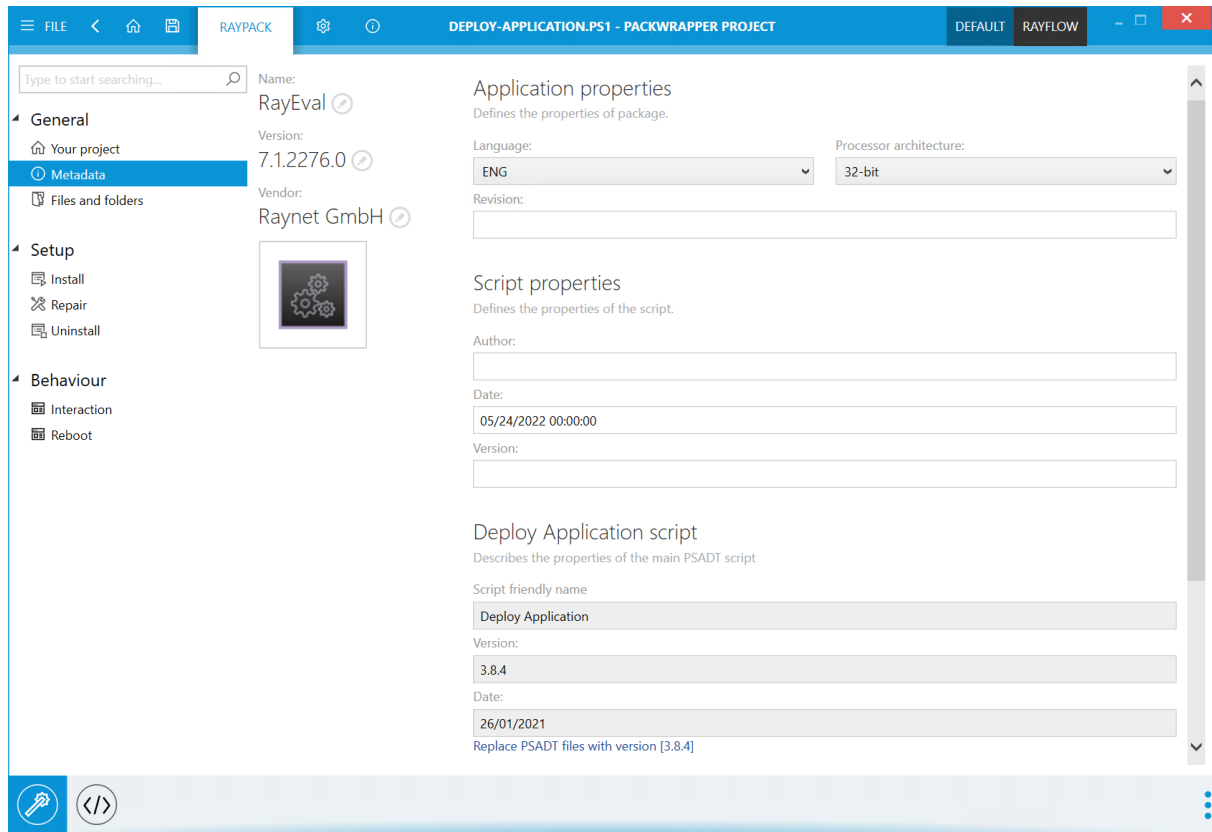 FILE
RAYPACK
DEPLOY-APPLICATION.PS1 - PACKWRAPPER PROJECT
DEFAULT
RAYFLOW
Type to start searching...
General
Your project
Metadata
Files and folders
Setup
Install
Repair
Uninstall
Behaviour
Interaction
Reboot
Name:
RayEval
Version:
7.1.2276.0
Vendor:
Raynet GmbH
Application properties
Defines the properties of package.
Language:
Processor architecture:
ENG
32-bit
Revision:
Script properties
Defines the properties of the script.
Author:
Date:
05/24/2022 00:00:00
Version:
Deploy Application script
Describes the properties of the main PSADT script
Script friendly name
Deploy Application
Version:
3.8.4
Date:
26/01/2021
Replace PSADT files with version [3.8.4]